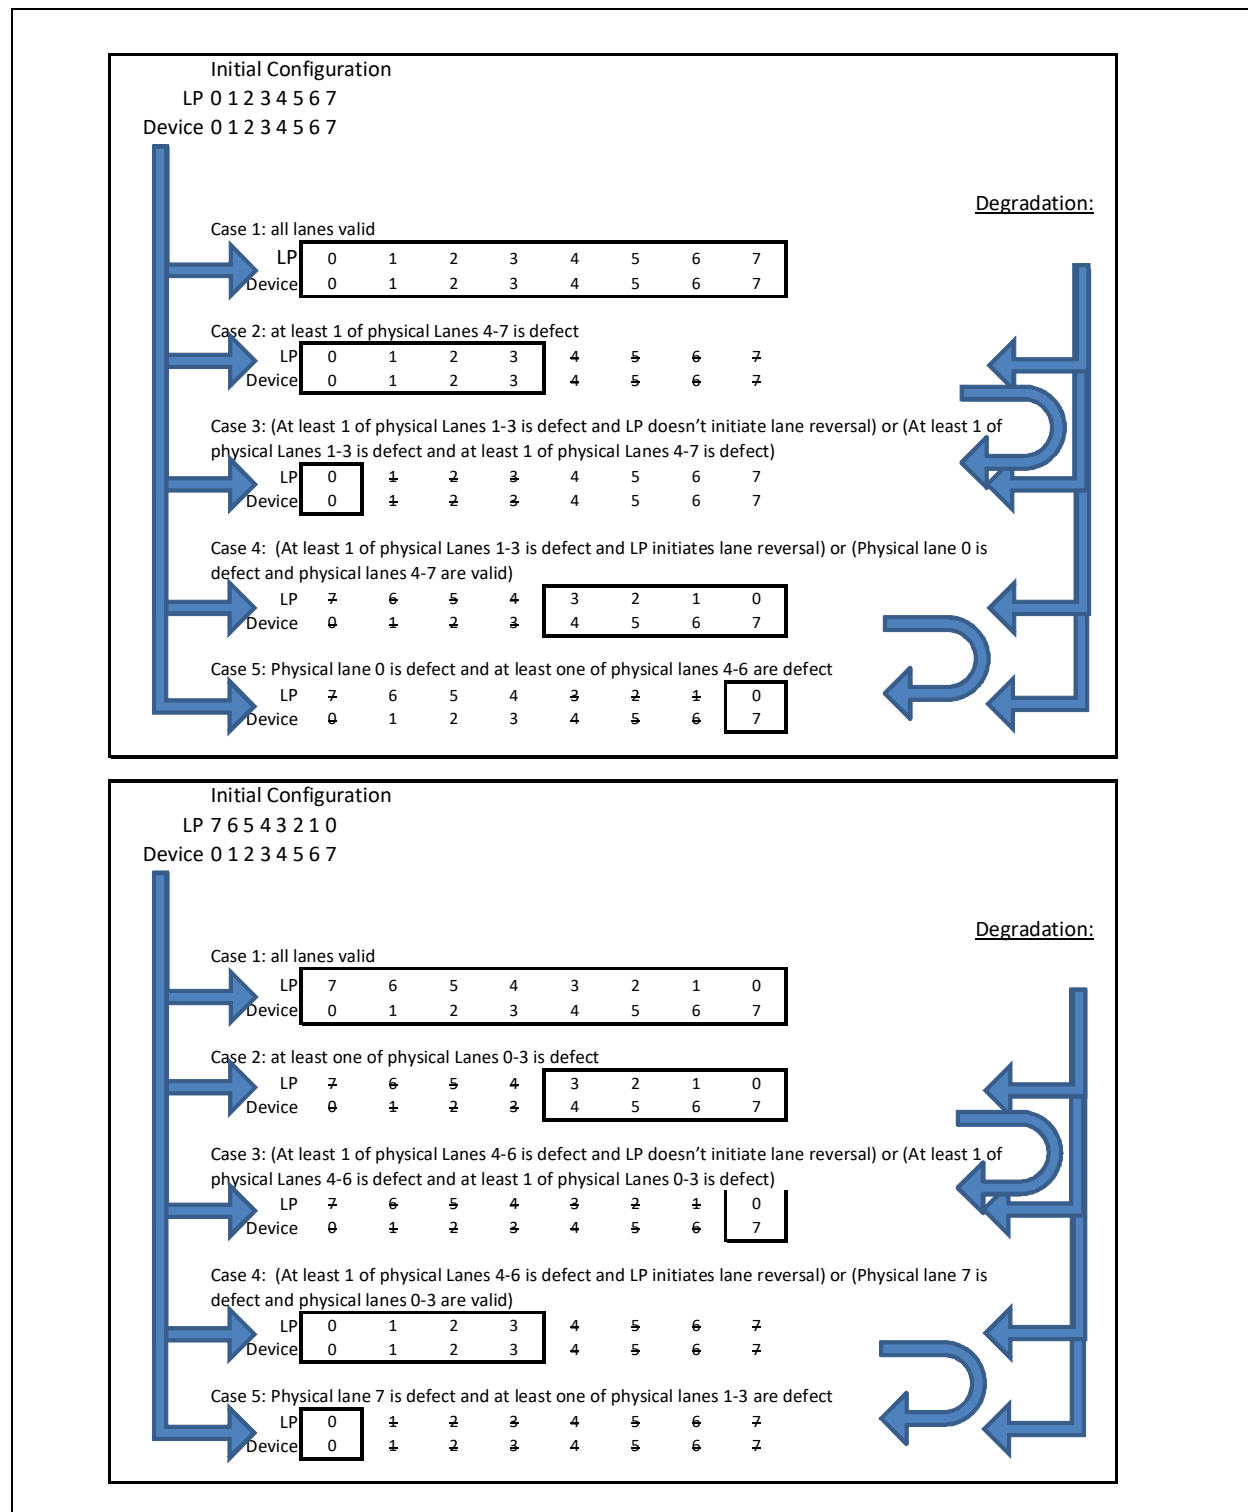 Initial Configuration
LP 0 1 2 3 4 5 6 7
Device 0 1 2 3 4 5 6 7
Degradation:
Case 1: all lanes valid
LP 0 1 2 3 4 5 6 7
Device 0 1 2 3 4 5 6 7
Case 2: at least 1 of physical Lanes 4-7 is defect
LP 0 1 2 3 4 5 6 7
Device 0 1 2 3 4 5 6 7
Case 3: (At least 1 of physical Lanes 1-3 is defect and LP doesn't initiate lane reversal) or (At least 1 of
physical Lanes 1-3 is defect and at least 1 of physical Lanes 4-7 is defect)
LP 0 1 2 3 4 5 6 7
Device 0 1 2 3 4 5 6 7
Case 4: (At least 1 of physical Lanes 1-3 is defect and LP initiates lane reversal) or (Physical lane 0 is
defect and physical lanes 4-7 are valid)
LP 7 6 5 4 3 2 1 0
Device 0 1 2 3 4 5 6 7
Case 5: Physical lane 0 is defect and at least one of physical lanes 4-6 are defect
LP 7 6 5 4 3 2 1 0
Device 0 1 2 3 4 5 6 7
Initial Configuration
LP 7 6 5 4 3 2 1 0
Device 0 1 2 3 4 5 6 7
Degradation:
Case 1: all lanes valid
LP 7 6 5 4 3 2 1 0
Device 0 1 2 3 4 5 6 7
Case 2: at least one of physical Lanes 0-3 is defect
LP 7 6 5 4 3 2 1 0
Device 0 1 2 3 4 5 6 7
Case 3: (At least 1 of physical Lanes 4-6 is defect and LP doesn't initiate lane reversal) or (At least 1 of
physical Lanes 4-6 is defect and at least 1 of physical Lanes 0-3 is defect)
LP 7 6 5 4 3 2 1 0
Device 0 1 2 3 4 5 6 7
Case 4: (At least 1 of physical Lanes 4-6 is defect and LP initiates lane reversal) or (Physical lane 7 is
defect and physical lanes 0-3 are valid)
LP 0 1 2 3 4 5 6 7
Device 0 1 2 3 4 5 6 7
Case 5: Physical lane 7 is defect and at least one of physical lanes 1-3 are defect
LP 0 1 2 3 4 5 6 7
Device 0 1 2 3 4 5 6 7